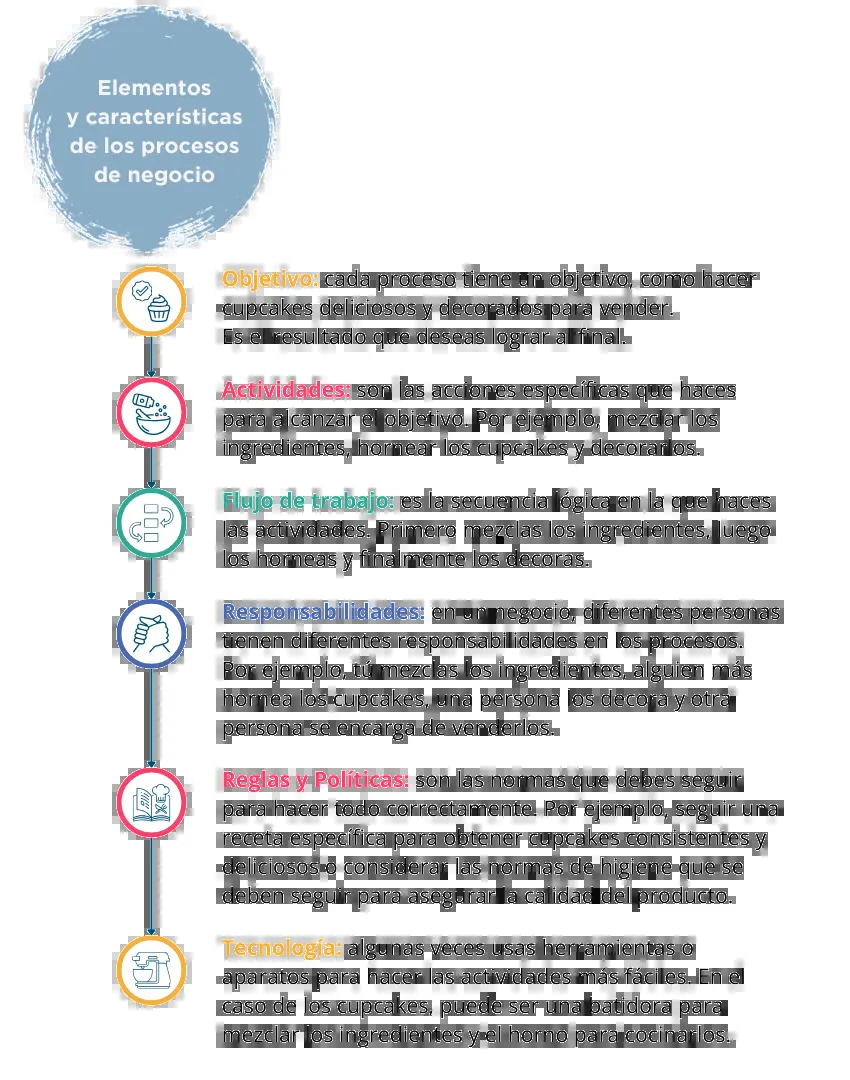 Elementos
y características
de los procesos
de negocio
Objetivo: cada proceso tiene un objetivo, como hacer
cupcakes deliciosos y decorados para vender.
Es el resultado que deseas lograr al final.
Actividades: son las acciones específicas que haces
para alcanzar el objetivo. Por ejemplo, mezclar los
ingredientes, hornear los cupcakes y decorarlos.
Flujo de trabajo: es la secuencia lógica en la que haces
las actividades. Primero mezclas los ingredientes, luego
los horneas y finalmente los decoras.
Responsabilidades: en un negocio, diferentes personas
tienen diferentes responsabilidades en los procesos.
Por ejemplo, tú mezclas los ingredientes, alguien más
hornea los cupcakes, una persona los decora y otra
persona se encarga de venderlos.
Reglas y Políticas: son las normas que debes seguir
para hacer todo correctamente. Por ejemplo, seguir una
receta específica para obtener cupcakes consistentes y
deliciosos o considerar las normas de higiene que se
deben seguir para asegurar la calidad del producto.
Tecnología: algunas veces usas herramientas o
aparatos para hacer las actividades más fáciles. En el
caso de los cupcakes, puede ser una batidora para
mezclar los ingredientes y el horno para cocinarlos.